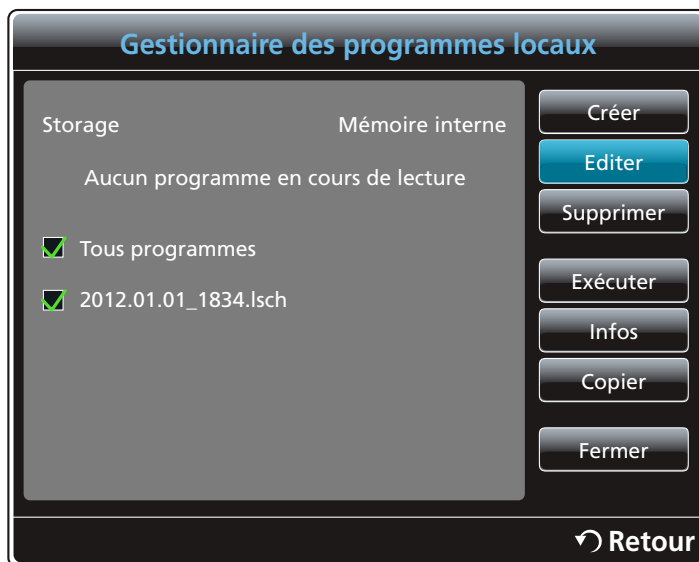 Gestionnaire des programmes locaux
Storage Mémoire interne
Aucun programme en cours de lecture
Tous programmes
2012.01.01_1834.lsch
Créer
Editer
Supprimer
Exécuter
Infos
Copier
Fermer
Retour